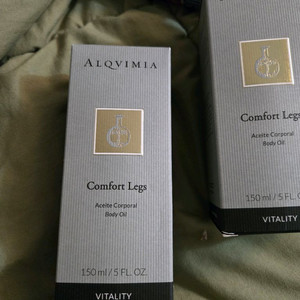 ALQVIMIA
Comfort Legs
Aceite Corporal
Body Oil
150 ml / 5 FL. OZ.
VITALITY
Comfort Legs
Aceite Corporal
Body Oil
150 ml / 5 FL. OZ.
VITALITY